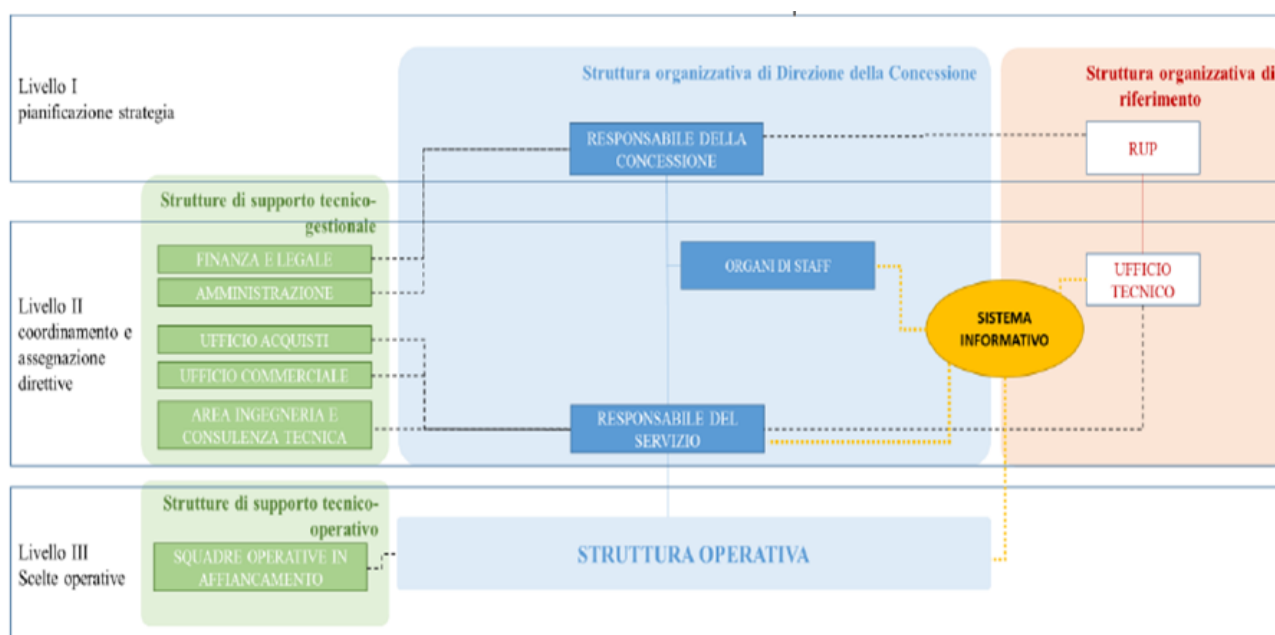 Livello I
pianificazione strategia
Struttura organizzativa di Direzione della Concessione
Struttura organizzativa di
riferimento
RESPONSABILE DELLA
CONCESSIONE
RUP
Strutture di supporto tecnico-
gestionale
FINANZA E LEGALE
AMMINISTRAZIONE
UFFICIO ACQUISTI
UFFICIO COMMERCIALE
AREA INGEGNERIA E
CONSULENZA TECNICA
Livello II
coordinamento e
assegnazione
direttive
ORGANI DI STAFF
UFFICIO
TECNICO
SISTEMA
INFORMATIVO
RESPONSABILE DEL
SERVIZIO
Livello III
Scelte operative
Strutture di supporto tecnico-
operativo
SQUADRE OPERATIVE IN
AFFIANCAMENTO
STRUTTURA OPERATIVA